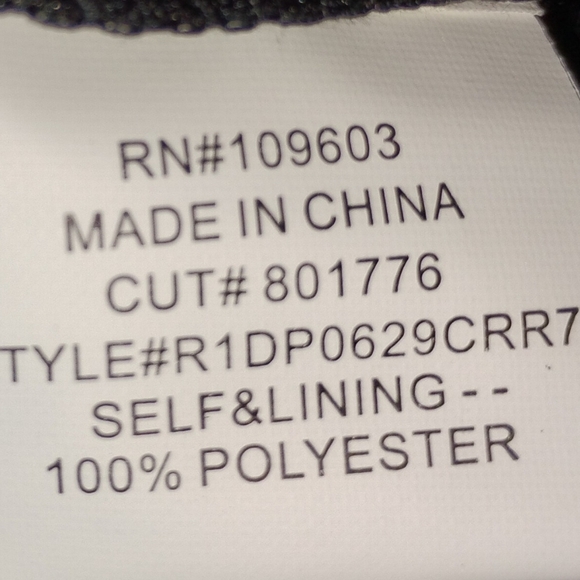 RN#109603
MADE IN CHINA
CUT# 801776
TYLE#R1DP0629CRR7
SELF&LINING - -
100% POLYESTER